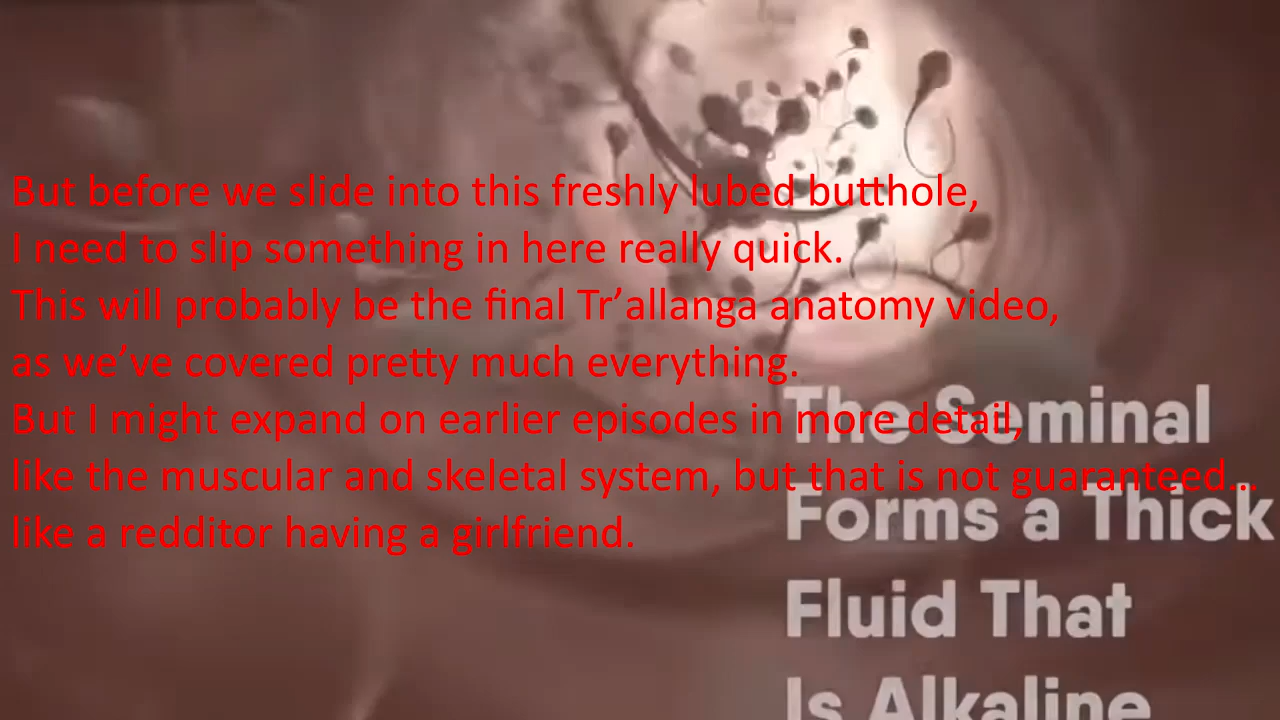 But before we slide into this freshly lubed butthole,
I need to slip something in here really quick.
This will probably be the final Tr’allanga anatomy video,
as we’ve covered pretty much everything.
But I might expand on earlier episodes in more detail,
like the muscular and skeletal system, but that is not guaranteed…
like a redditor having a girlfriend.
The Seminal
Forms a Thick
Fluid That
Is Alkaline